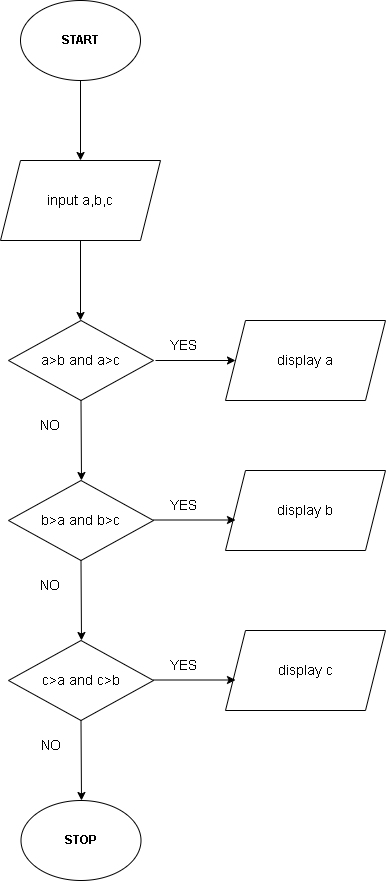 START
input a,b,c
a>b and a>c
YES
display a
NO
b>a and b>c
YES
display b
NO
c>a and c>b
YES
display c
NO
STOP